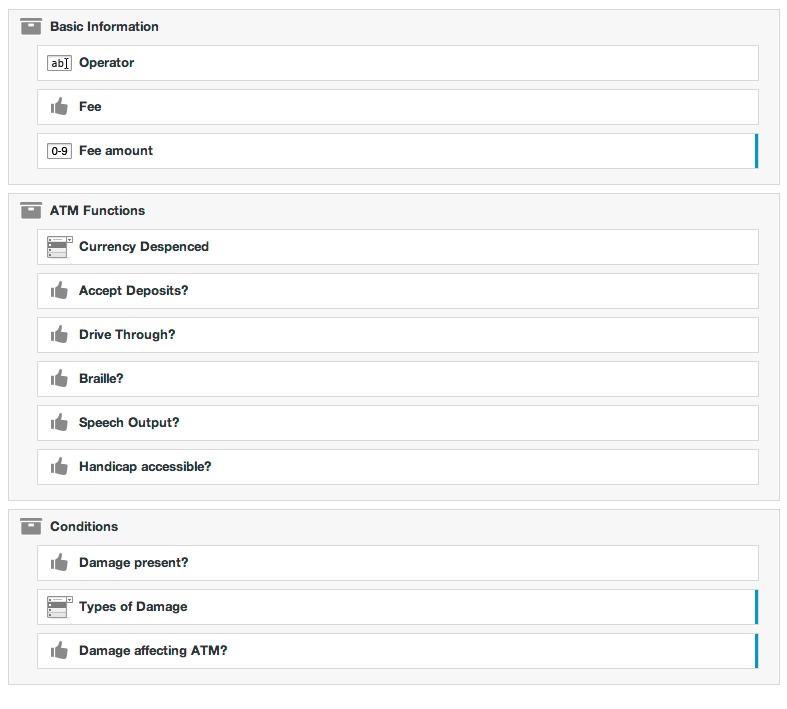 Basic Information
ab Operator
Fee
0-9 Fee amount
ATM Functions
Currency Despenced
Accept Deposits?
Drive Through?
Braille?
Speech Output?
Handicap accessible?
Conditions
Damage present?
Types of Damage
Damage affecting ATM?